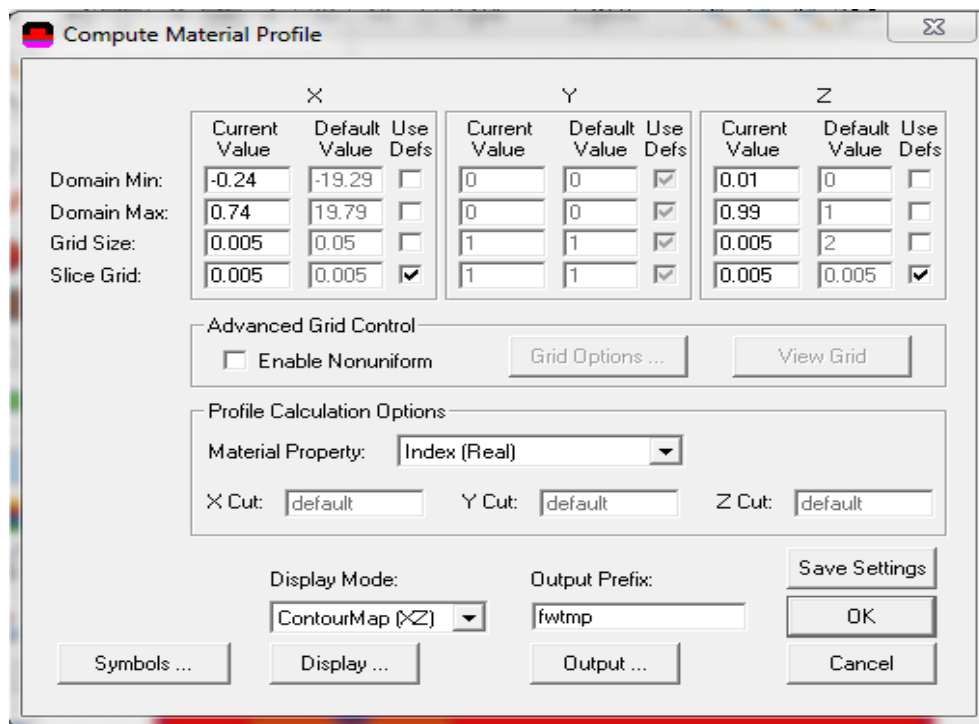 Compute Material Profile
X Y Z
Current Value Default Value Use Defs Current Value Default Value Use Defs Current Value Default Value Use Defs
Domain Min: -0.24 -19.29 0 0 0.01 0
Domain Max: 0.74 19.79 0 0 0.99 1
Grid Size: 0.005 0.05 1 1 0.005 2
Slice Grid: 0.005 0.005 1 1 0.005 0.005
Advanced Grid Control
Enable Nonuniform Grid Options ... View Grid
Profile Calculation Options
Material Property: Index (Real)
X Cut: default Y Cut: default Z Cut: default
Display Mode: Output Prefix: Save Settings
ContourMap (XZ) fwtmp OK
Symbols ... Display ... Output ... Cancel